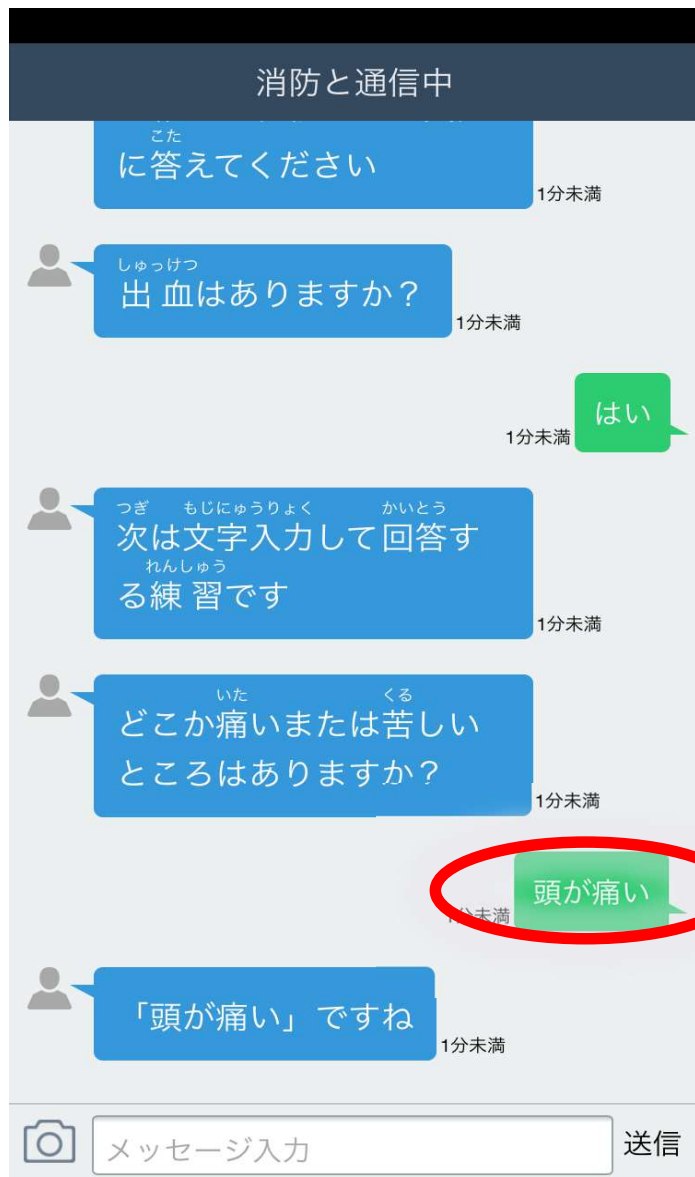 消防と通信中
こた
に答えてください
1分未満
しゅっけつ
出血はありますか？
1分未満
はい
1分未満
つぎ もじにゅうりょく かいとう
次は文字入力して回答す
れんしゅう
る練習です
1分未満
いた くる
どこか痛いまたは苦しい
ところはありますか？
1分未満
頭が痛い
1分未満
「頭が痛い」ですね
1分未満
メッセージ入力
送信